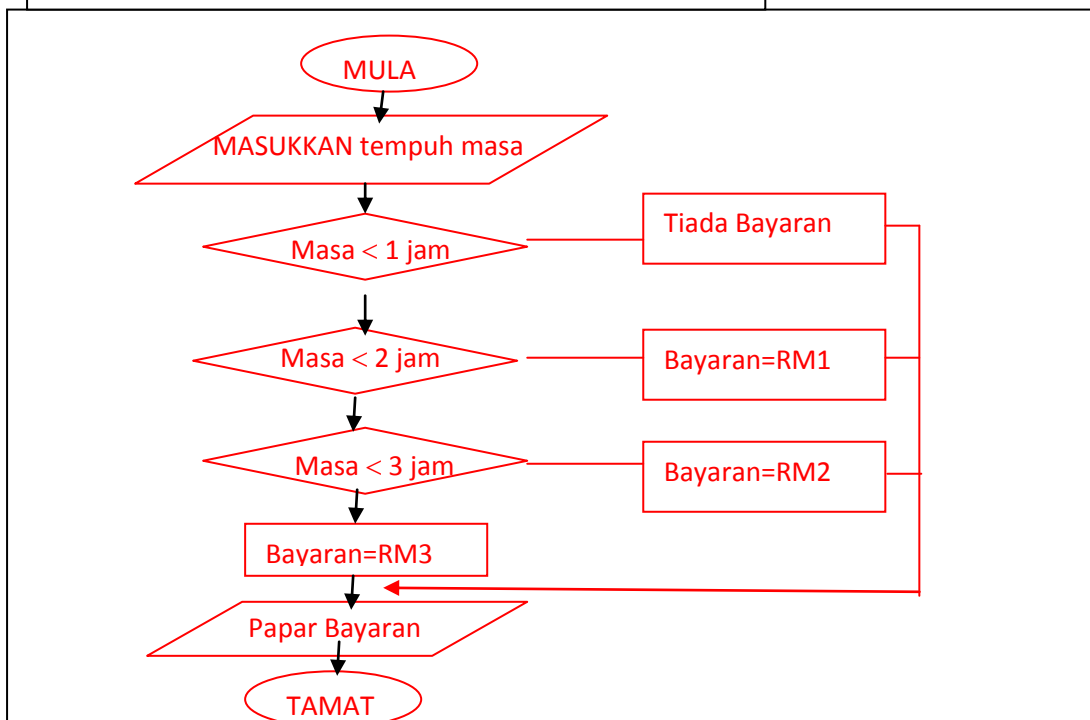 MULA
MASUKKAN tempuh masa
Masa < 1 jam
Tiada Bayaran
Masa < 2 jam
Bayaran=RM1
Masa < 3 jam
Bayaran=RM2
Bayaran=RM3
Papar Bayaran
TAMAT